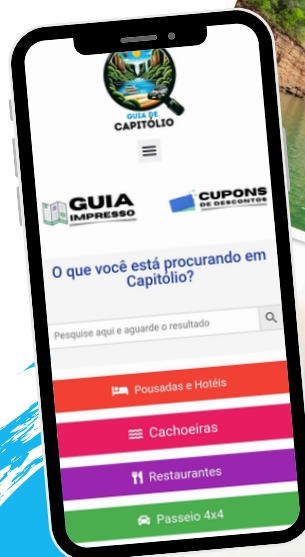 GUIA DE
CAPITÓLIO
GUIA
IMPRESSO
CUPONS
DE DESCONTOS
O que você está procurando em
Capitólio?
Pesquise aqui e aguarde o resultado
Pousadas e Hotéis
Cachoeiras
Restaurantes
Passeio 4x4